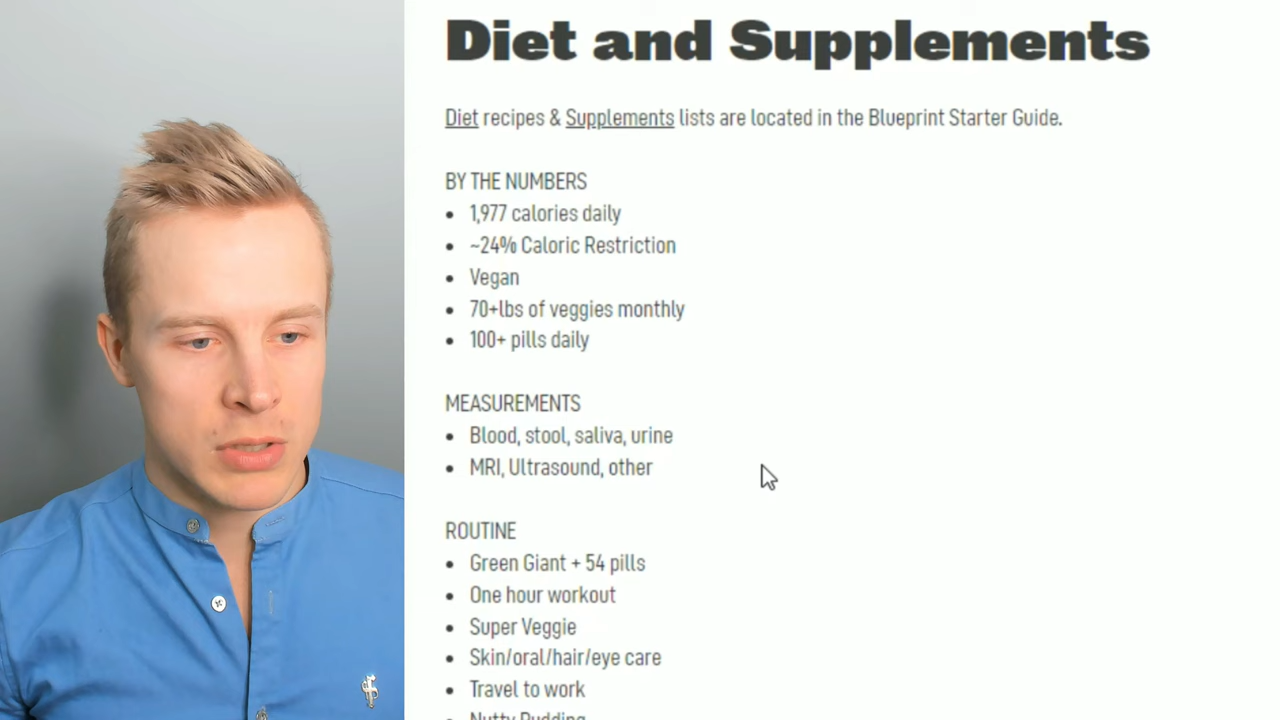 Diet and Supplements
Diet recipes & Supplements lists are located in the Blueprint Starter Guide.
BY THE NUMBERS
• 1,977 calories daily
• ~24% Caloric Restriction
• Vegan
• 70+lbs of veggies monthly
• 100+ pills daily
MEASUREMENTS
• Blood, stool, saliva, urine
• MRI, Ultrasound, other
ROUTINE
• Green Giant + 54 pills
• One hour workout
• Super Veggie
• Skin/oral/hair/eye care
• Travel to work
• Nutty Pudding